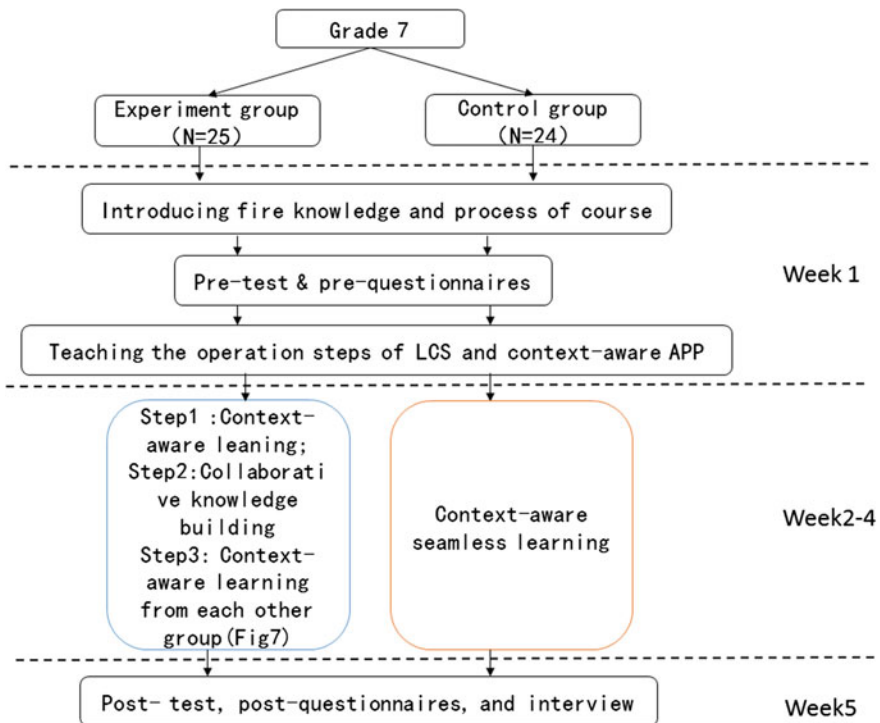 Grade 7
Experiment group
(N=25)
Control group
(N=24)
Introducing fire knowledge and process of course
Pre-test & pre-questionnaires
Week 1
Teaching the operation steps of LCS and context-aware APP
Step1 :Context-
aware leaning;
Step2:Collaborati
ve knowledge
building
Step3: Context-
aware learning
from each other
group(Fig7)
Context-aware
seamless learning
Week2-4
Post- test, post-questionnaires, and interview
Week5